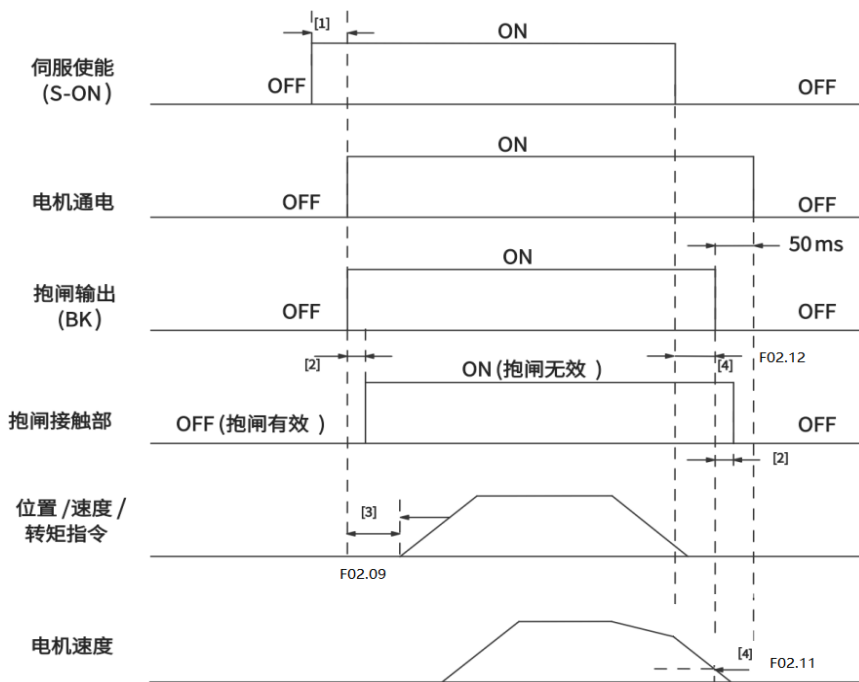 [1]
ON
伺服使能
(S-ON)
OFF
OFF
ON
电机通电
OFF
OFF
50 ms
ON
抱闸输出
(BK)
OFF
OFF
[2]
[4]
F02.12
ON (抱闸无效 )
抱闸接触部
OFF (抱闸有效 )
OFF
[2]
位置 /速度 /
转矩指令
[3]
F02.09
电机速度
[4]
F02.11